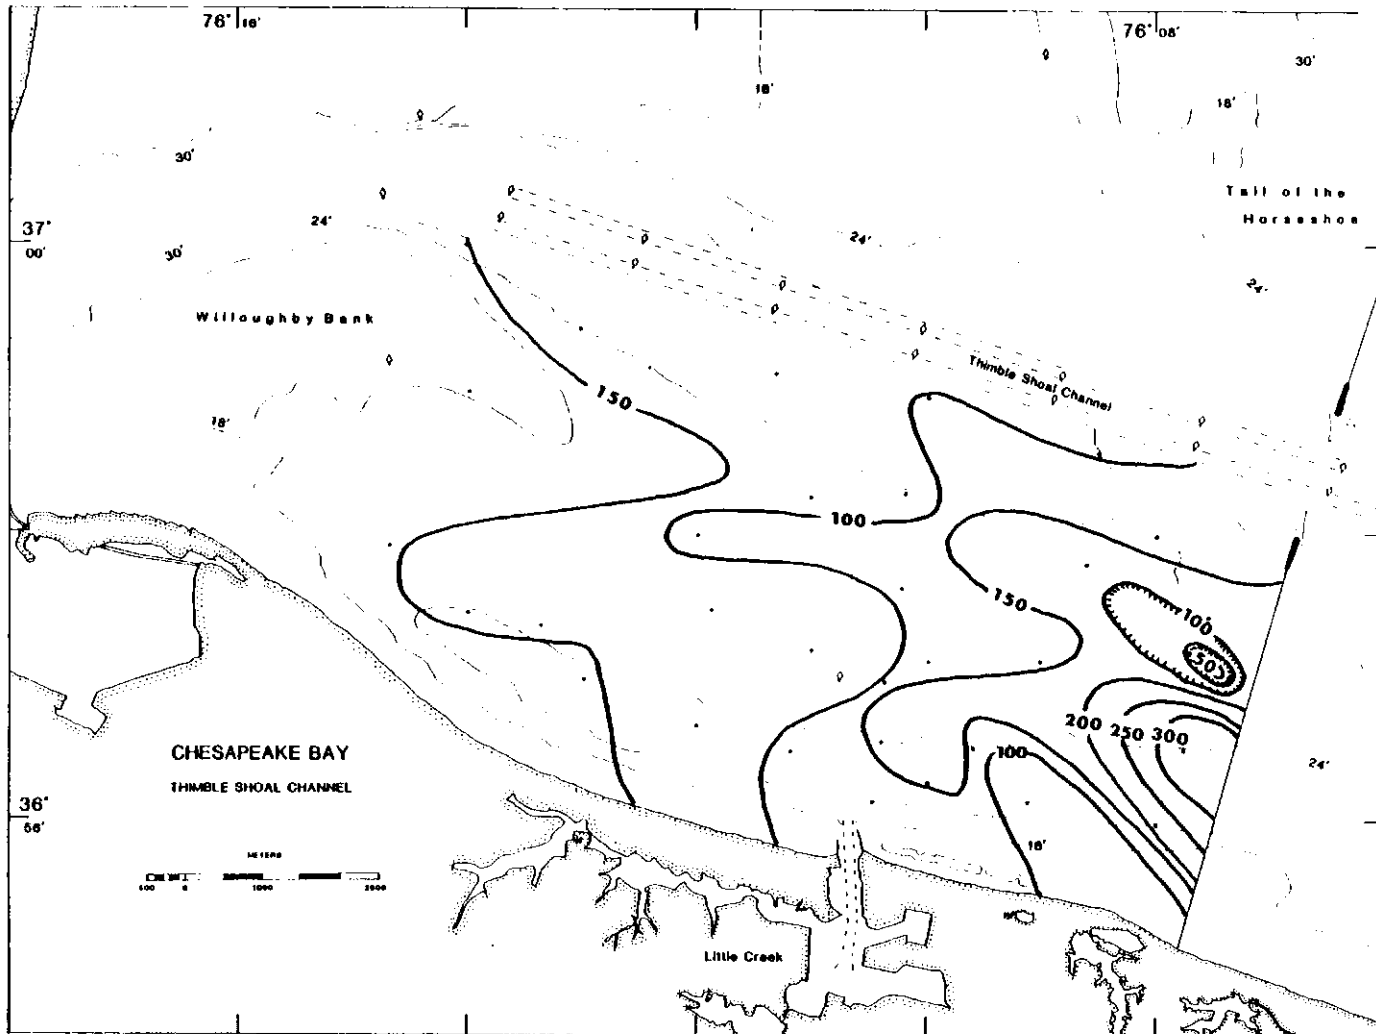 76° 16'
76° 08'
30'
18'
18'
30'
Tail of the
Horseshoe
37°
00'
24'
30'
24'
24'
Willoughby Bank
Thimble Shoal Channel
150
18'
100
150
100
50
200
250
300
100
CHESAPEAKE BAY
THIMBLE SHOAL CHANNEL
24'
36°
56'
18'
METERS
500 0 1000 2000
Little Creek